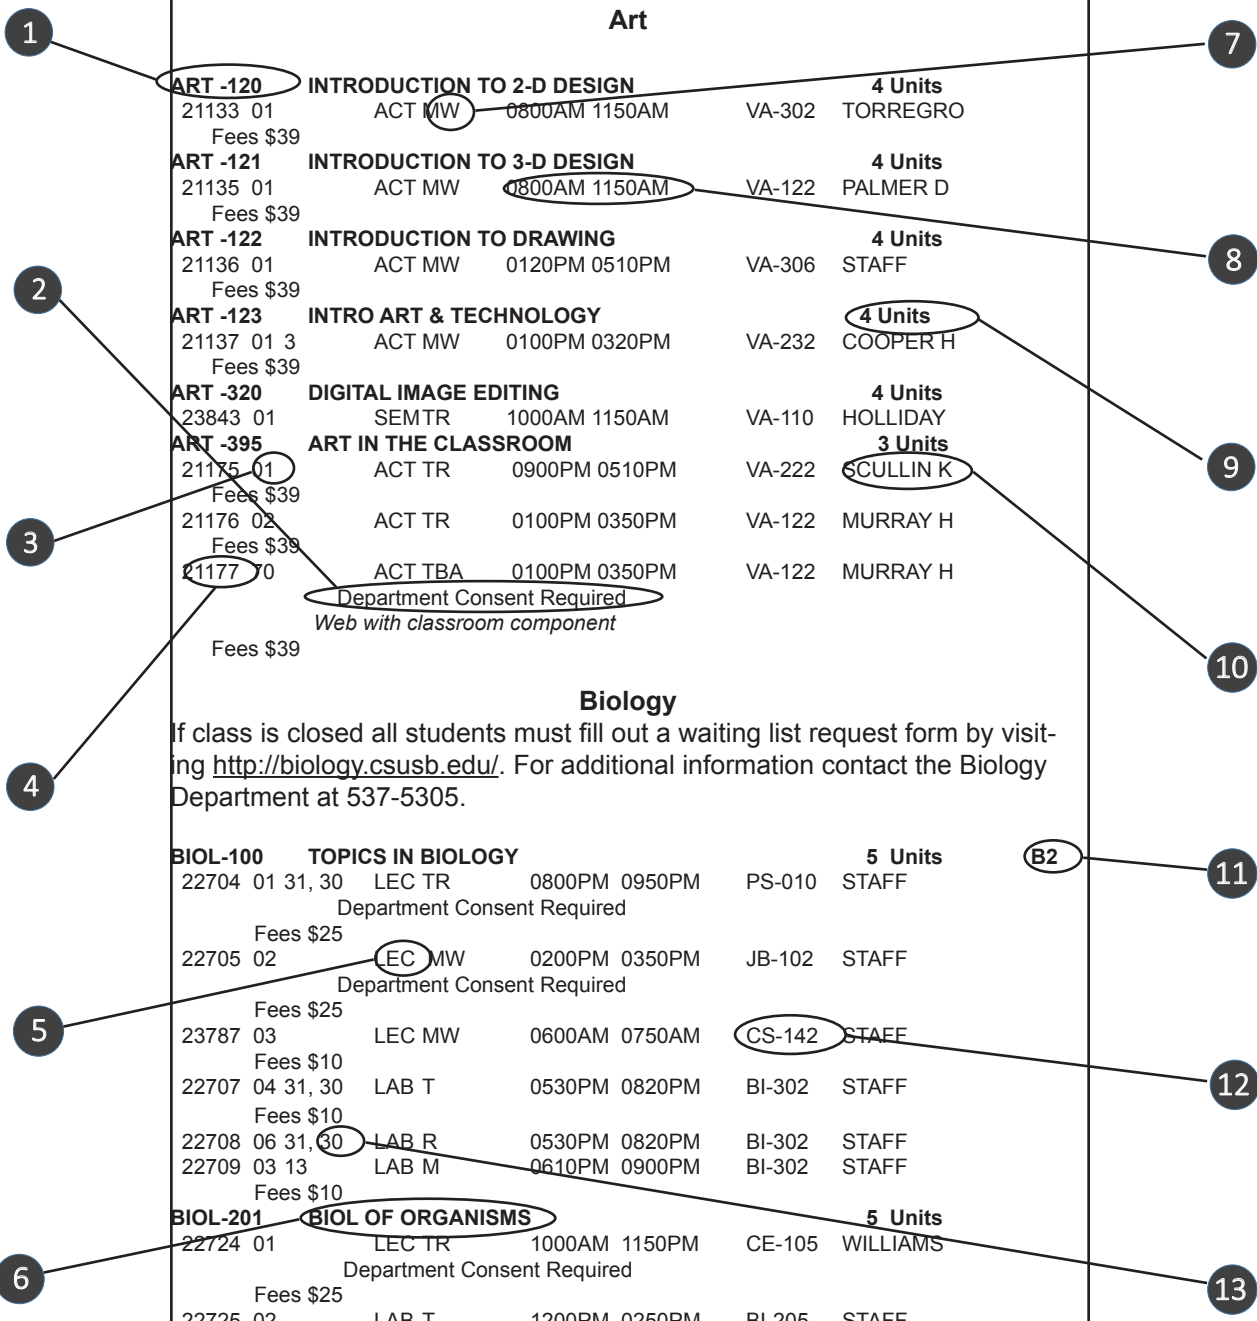 Art
1
7
ART -120 INTRODUCTION TO 2-D DESIGN 4 Units
21133 01 ACT MW 0800AM 1150AM VA-302 TORREGRO
Fees $39
ART -121 INTRODUCTION TO 3-D DESIGN 4 Units
21135 01 ACT MW 0800AM 1150AM VA-122 PALMER D
Fees $39
ART -122 INTRODUCTION TO DRAWING 4 Units
8
21136 01 ACT MW 0120PM 0510PM VA-306 STAFF
2
Fees $39
ART -123 INTRO ART & TECHNOLOGY 4 Units
21137 01 3 ACT MW 0100PM 0320PM VA-232 COOPER H
Fees $39
ART -320 DIGITAL IMAGE EDITING 4 Units
23843 01 SEMTR 1000AM 1150AM VA-110 HOLLIDAY
ART -395 ART IN THE CLASSROOM 3 Units
21175 01 ACT TR 0900PM 0510PM VA-222 SCULLIN K
9
Fees $39
21176 02 ACT TR 0100PM 0350PM VA-122 MURRAY H
3
Fees $39
21177 70 ACT TBA 0100PM 0350PM VA-122 MURRAY H
Department Consent Required
Web with classroom component
Fees $39
10
Biology
If class is closed all students must fill out a waiting list request form by visit-
ing http://biology.csusb.edu/. For additional information contact the Biology
4
Department at 537-5305.
BIOL-100 TOPICS IN BIOLOGY 5 Units B2
11
22704 01 31, 30 LEC TR 0800PM 0950PM PS-010 STAFF
Department Consent Required
Fees $25
22705 02 LEC MW 0200PM 0350PM JB-102 STAFF
Department Consent Required
Fees $25
5
23787 03 LEC MW 0600AM 0750AM CS-142 STAFF
Fees $10
12
22707 04 31, 30 LAB T 0530PM 0820PM BI-302 STAFF
Fees $10
22708 06 31, 30 LAB R 0530PM 0820PM BI-302 STAFF
22709 03 13 LAB M 0610PM 0900PM BI-302 STAFF
Fees $10
BIOL-201 BIOL OF ORGANISMS 5 Units
22724 01 LEC TR 1000AM 1150PM CE-105 WILLIAMS
Department Consent Required
6
13
Fees $25
22725 02 LAB T 1200PM 0250PM BI-205 STAFF